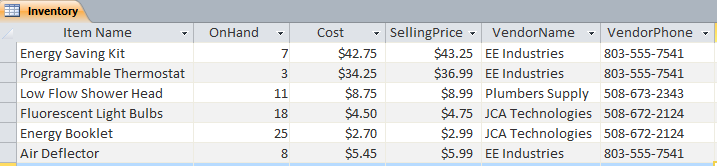 Inventory
Item Name OnHand Cost SellingPrice VendorName VendorPhone
Energy Saving Kit 7 $42.75 $43.25 EE Industries 803-555-7541
Programmable Thermostat 3 $34.25 $36.99 EE Industries 803-555-7541
Low Flow Shower Head 11 $8.75 $8.99 Plumbers Supply 508-673-2343
Fluorescent Light Bulbs 18 $4.50 $4.75 JCA Technologies 508-672-2124
Energy Booklet 25 $2.70 $2.99 JCA Technologies 508-672-2124
Air Deflector 8 $5.45 $5.99 EE Industries 803-555-7541